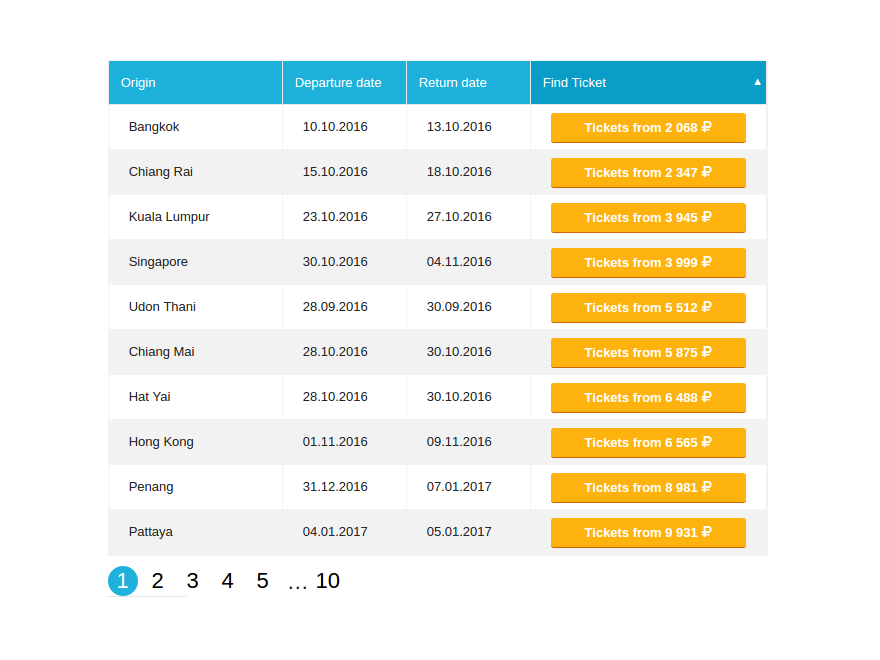 Origin Departure date Return date Find Ticket ▲
Bangkok 10.10.2016 13.10.2016 Tickets from 2 068 ₽
Chiang Rai 15.10.2016 18.10.2016 Tickets from 2 347 ₽
Kuala Lumpur 23.10.2016 27.10.2016 Tickets from 3 945 ₽
Singapore 30.10.2016 04.11.2016 Tickets from 3 999 ₽
Udon Thani 28.09.2016 30.09.2016 Tickets from 5 512 ₽
Chiang Mai 28.10.2016 30.10.2016 Tickets from 5 875 ₽
Hat Yai 28.10.2016 30.10.2016 Tickets from 6 488 ₽
Hong Kong 01.11.2016 09.11.2016 Tickets from 6 565 ₽
Penang 31.12.2016 07.01.2017 Tickets from 8 981 ₽
Pattaya 04.01.2017 05.01.2017 Tickets from 9 931 ₽
1 2 3 4 5 … 10